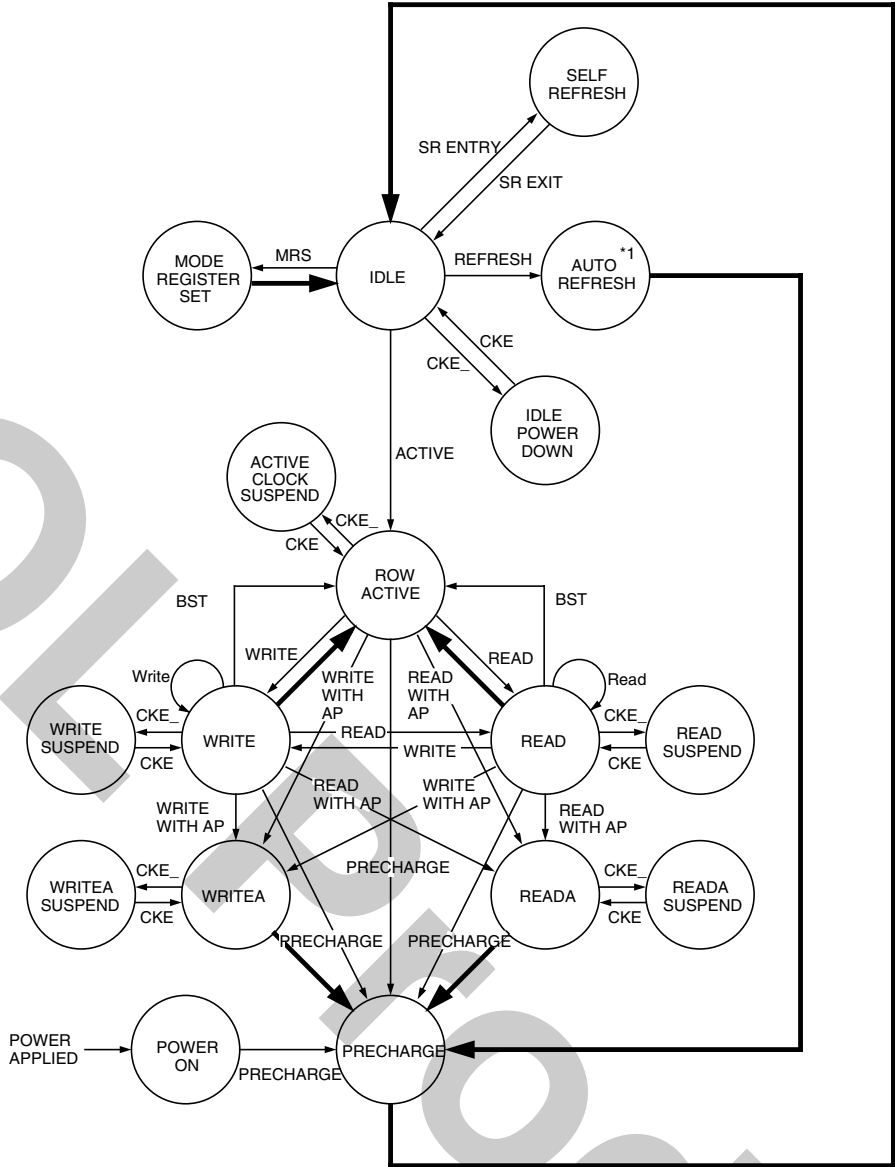 SELF
REFRESH
SR ENTRY
SR EXIT
MODE
REGISTER
SET
MRS
IDLE
REFRESH
AUTO *1
REFRESH
CKE
CKE_
IDLE
POWER
DOWN
ACTIVE
ACTIVE
CLOCK
SUSPEND
CKE_
CKE
ROW
ACTIVE
BST
BST
WRITE
READ
WRITE
WITH
AP
READ
WITH
AP
Write
Read
WRITE
SUSPEND
CKE_
CKE
WRITE
READ
WRITE
READ
CKE_
CKE
READ
SUSPEND
WRITE
WITH AP
READ
WITH AP
WRITE
WITH AP
READ
WITH AP
PRECHARGE
WRITEA
SUSPEND
CKE_
CKE
WRITEA
READA
CKE_
CKE
READA
SUSPEND
PRECHARGE
PRECHARGE
POWER
APPLIED
POWER
ON
PRECHARGE
PRECHARGE